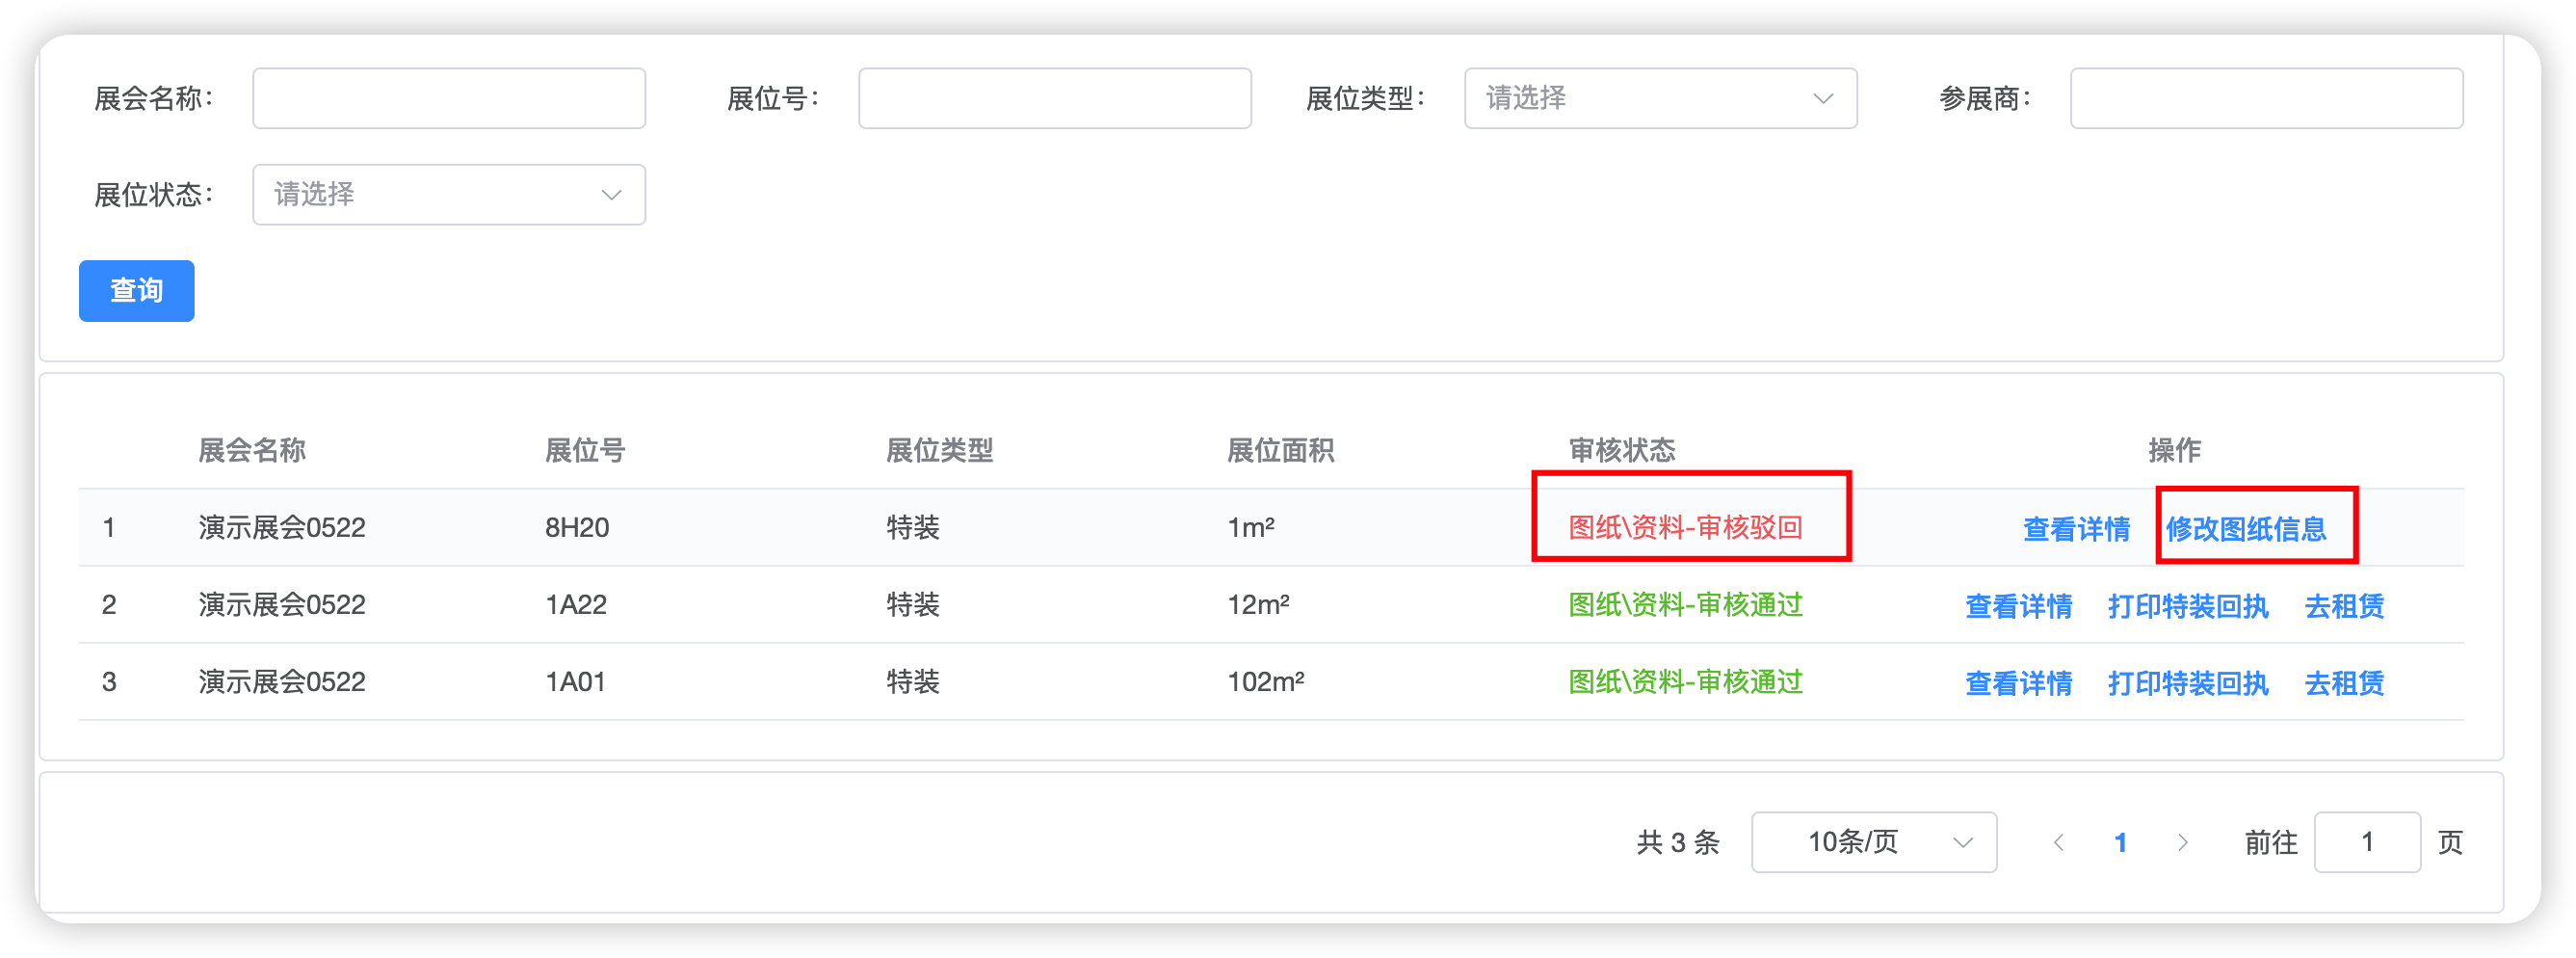 展会名称： 展位号： 展位类型： 请选择 参展商：
展位状态： 请选择
查询
展会名称 展位号 展位类型 展位面积 审核状态 操作
1 演示展会0522 8H20 特装 1m² 图纸\资料-审核驳回 查看详情 修改图纸信息
2 演示展会0522 1A22 特装 12m² 图纸\资料-审核通过 查看详情 打印特装回执 去租赁
3 演示展会0522 1A01 特装 102m² 图纸\资料-审核通过 查看详情 打印特装回执 去租赁
共 3 条 10条/页 1 前往 1 页